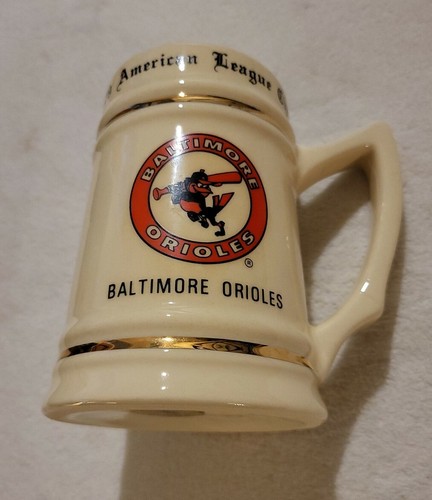 American League
BALTIMORE
ORIOLES
®
BALTIMORE ORIOLES